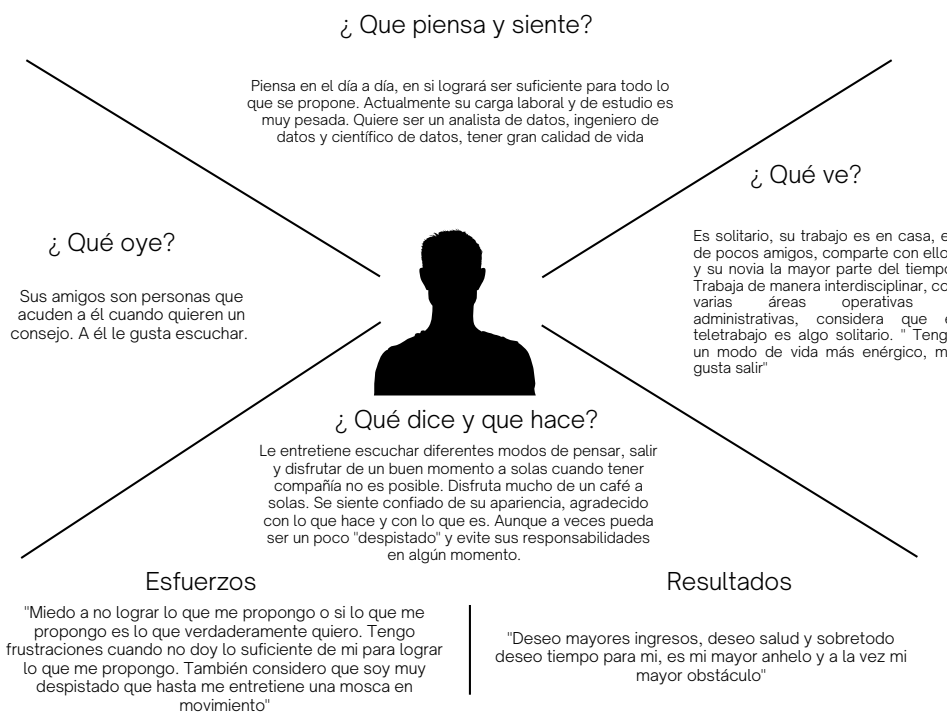 ¿ Que piensa y siente?
Piensa en el día a día, en si logrará ser suficiente para todo lo
que se propone. Actualmente su carga laboral y de estudio es
muy pesada. Quiere ser un analista de datos, ingeniero de
datos y científico de datos, tener gran calidad de vida
¿ Qué oye?
Sus amigos son personas que
acuden a él cuando quieren un
consejo. A él le gusta escuchar.
¿ Qué ve?
Es solitario, su trabajo es en casa,
de pocos amigos, comparte con
y su novia la mayor parte del
Trabaja de manera interdisciplinar,
varias áreas operativas
administrativas, considera que
teletrabajo es algo solitario. "
un modo de vida más enérgico,
gusta salir"
¿ Qué dice y que hace?
Le entretiene escuchar diferentes modos de pensar, salir
y disfrutar de un buen momento a solas cuando tener
compañía no es posible. Disfruta mucho de un café a
solas. Se siente confiado de su apariencia, agradecido
con lo que hace y con lo que es. Aunque a veces pueda
ser un poco "despistado" y evite sus responsabilidades
en algún momento.
Esfuerzos
"Miedo a no lograr lo que me propongo o si lo que me
propongo es lo que verdaderamente quiero. Tengo
frustraciones cuando no doy lo suficiente de mi para lograr
lo que me propongo. También considero que soy muy
despistado que hasta me entretiene una mosca en
movimiento"
Resultados
"Deseo mayores ingresos, deseo salud y sobretodo
deseo tiempo para mi, es mi mayor anhelo y a la vez mi
mayor obstáculo"